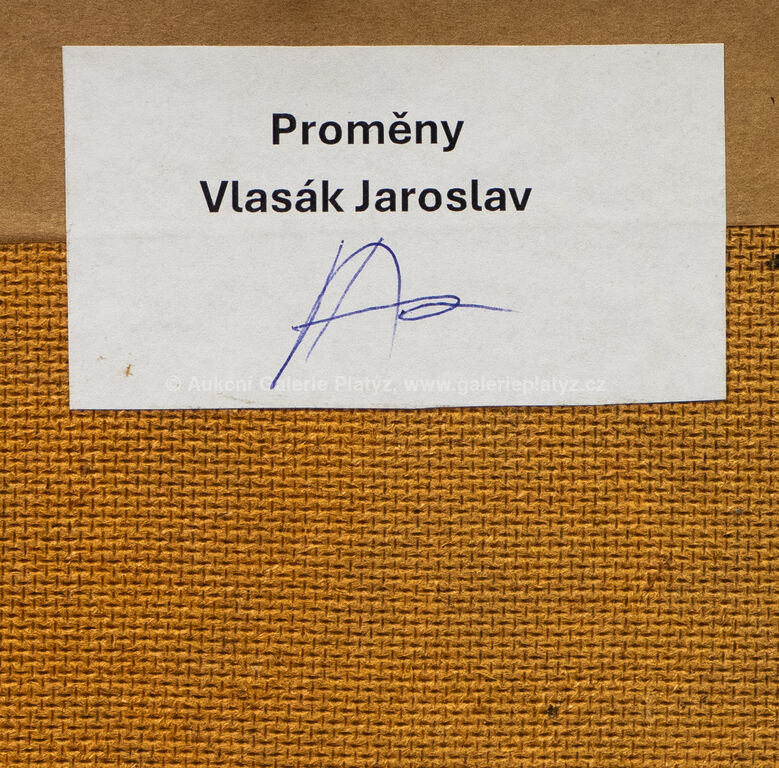 Proměny
Vlasák Jaroslav
© Aukční Galerie Platýz, www.galerieplatyz.cz